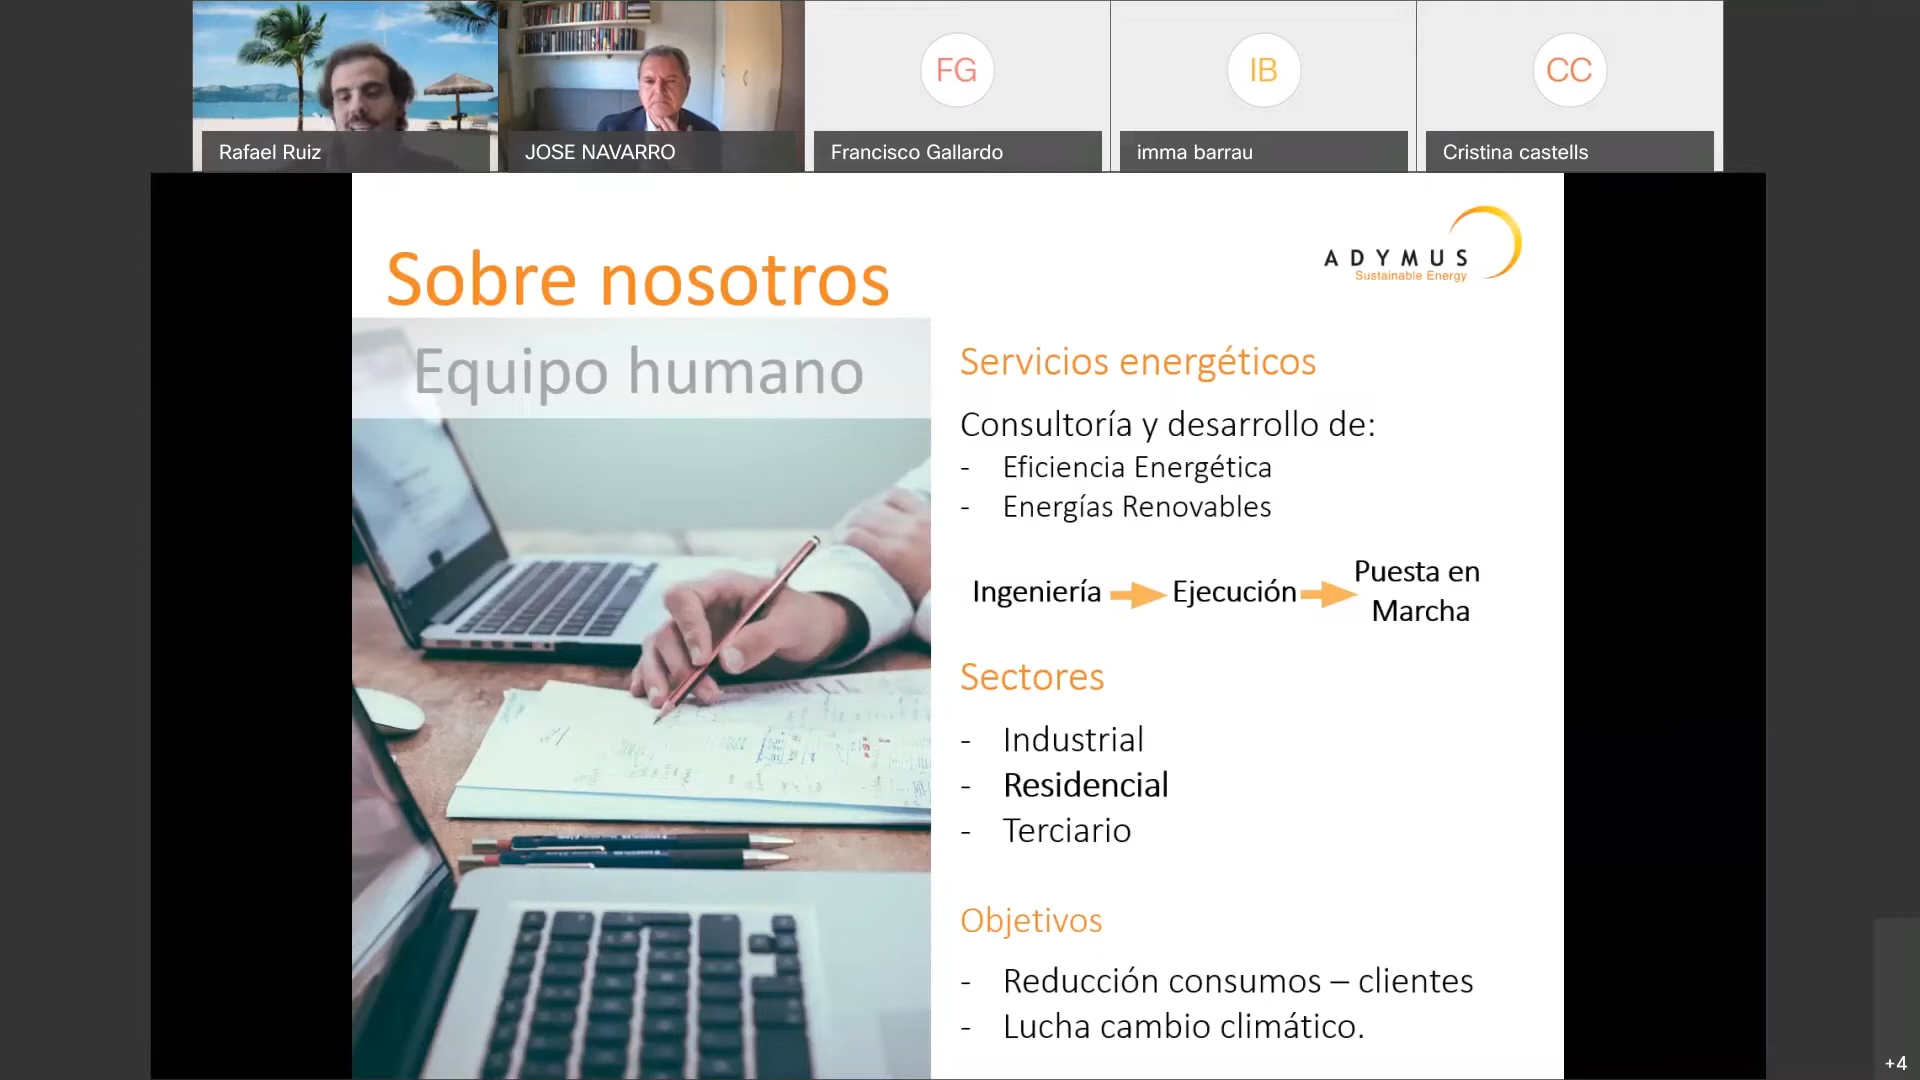 FG
IB
CC
Rafael Ruiz
JOSE NAVARRO
Francisco Gallardo
imma barrau
Cristina castells
Sobre nosotros
ADYMUS
Sustainable Energy
Equipo humano
Servicios energéticos
Consultoría y desarrollo de:
- Eficiencia Energética
- Energías Renovables
Ingeniería Ejecución Puesta en
Marcha
Sectores
- Industrial
- Residencial
- Terciario
Objetivos
- Reducción consumos – clientes
- Lucha cambio climático.
+4